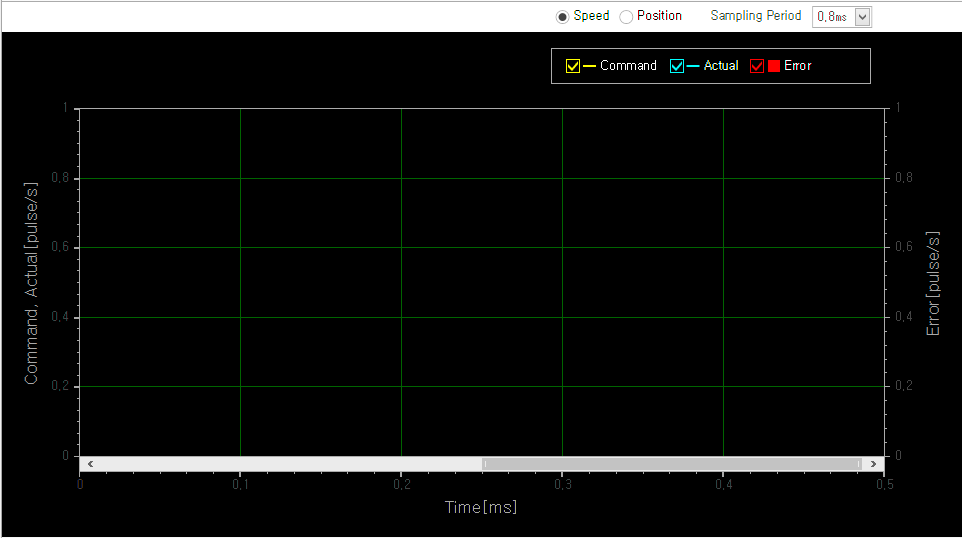 Speed Position Sampling Period 0.8ms
Command Actual Error
1 1
0.8 0.8
0.6 0.6
0.4 0.4
0.2 0.2
0 0
Command, Actual[pulse/s]
Error[pulse/s]
0 0.1 0.2 0.3 0.4 0.5
Time[ms]